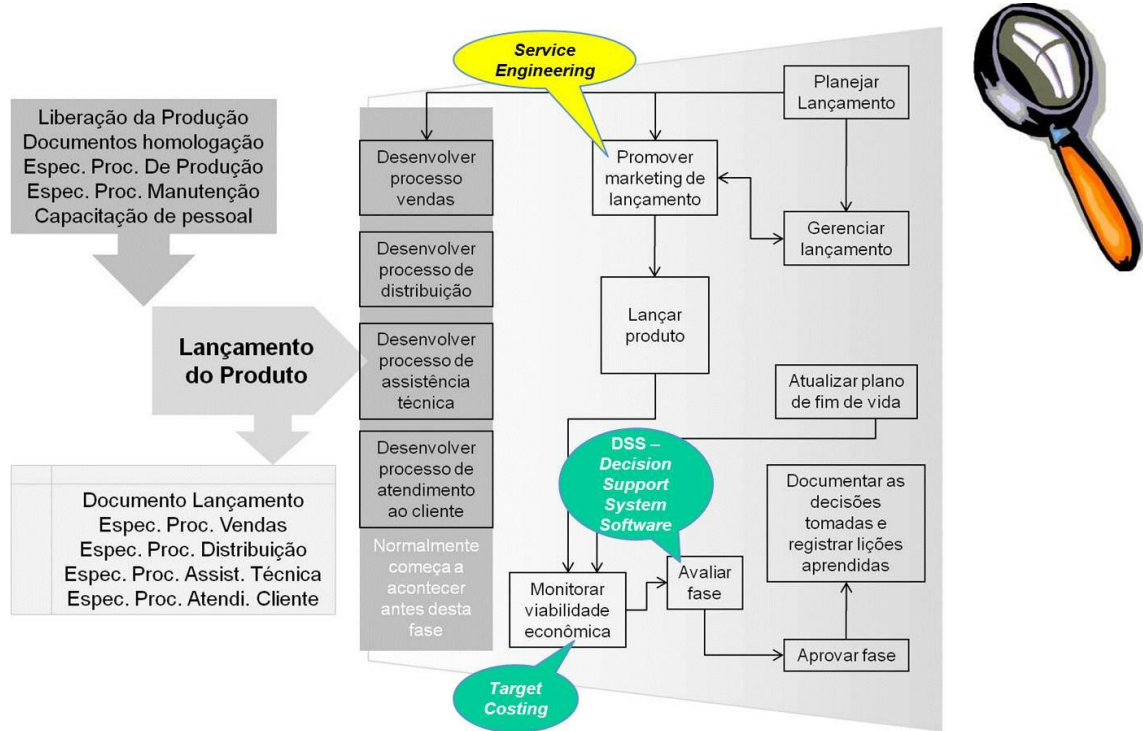 Liberação da Produção
Documentos homologação
Espec. Proc. De Produção
Espec. Proc. Manutenção
Capacitação de pessoal
Lançamento
do Produto
Documento Lançamento
Espec. Proc. Vendas
Espec. Proc. Distribuição
Espec. Proc. Assist. Técnica
Espec. Proc. Atendi. Cliente
Desenvolver
processo
vendas
Desenvolver
processo de
distribuição
Desenvolver
processo de
assistência
técnica
Desenvolver
processo de
atendimento
ao cliente
Normalmente
começa a
acontecer
antes desta
fase
Service
Engineering
Promover
marketing de
lançamento
Planejar
Lançamento
Gerenciar
lançamento
Lançar
produto
Atualizar plano
de fim de vida
DSS –
Decision
Support
System
Software
Monitorar
viabilidade
econômica
Target
Costing
Avaliar
fase
Aprovar fase
Documentar as
decisões
tomadas e
registrar lições
aprendidas